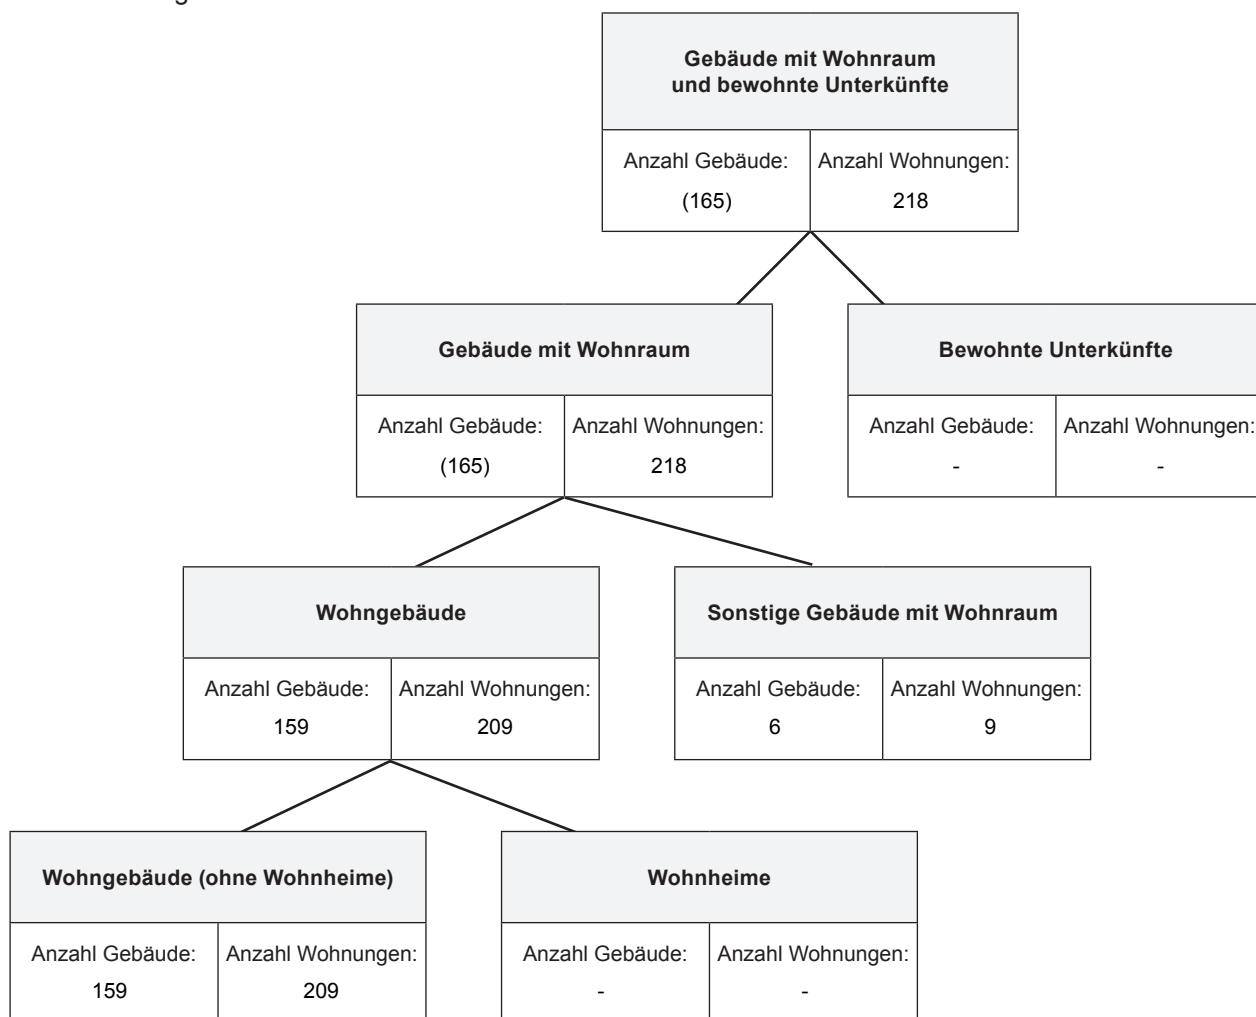 Gebäude mit Wohnraum
und bewohnte Unterkünfte
Anzahl Gebäude: Anzahl Wohnungen:
(165) 218
Gebäude mit Wohnraum Bewohnte Unterkünfte
Anzahl Gebäude: Anzahl Wohnungen: Anzahl Gebäude: Anzahl Wohnungen:
(165) 218 - -
Wohngebäude Sonstige Gebäude mit Wohnraum
Anzahl Gebäude: Anzahl Wohnungen: Anzahl Gebäude: Anzahl Wohnungen:
159 209 6 9
Wohngebäude (ohne Wohnheime) Wohnheime
Anzahl Gebäude: Anzahl Wohnungen: Anzahl Gebäude: Anzahl Wohnungen:
159 209 - -